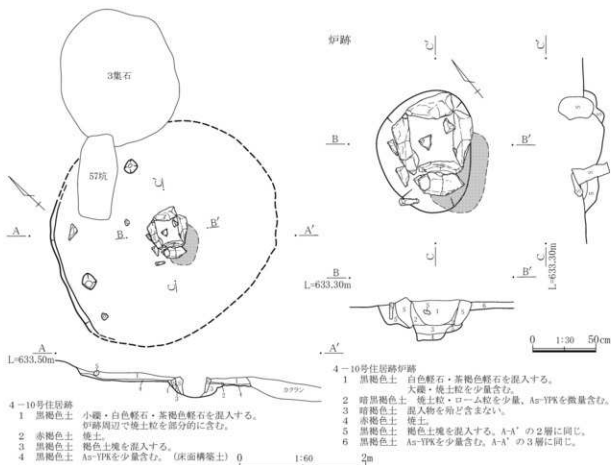 炉跡
3集石
57坑
C'
C'
C
C
B
B'
B
B'
C'
C
A
A'
C
C'
L=633.30m
B
L=633.30m
B'
A
L=633.50m
A'
カクラン
0 1:30 50cm
4-10号住居跡
1 黒褐色土 小礫・白色軽石・茶褐色軽石を混入する。
炉跡周辺で焼土粒を部分的に含む。
2 赤褐色土 焼土。
3 黒褐色土 褐色土塊を混入する。
4 黒褐色土 As-YPKを少量含む。(床面構築土)
0 1:60 2m
4-10号住居跡炉跡
1 黒褐色土 白色軽石・茶褐色軽石を混入する。
大礫・焼土粒を少量含む。
2 暗黒褐色土 焼土粒・ローム粒を少量、As-YPKを微量含む。
3 暗褐色土 混入物を殆ど含まない。
4 赤褐色土 焼土。
5 黒褐色土 褐色土塊を混入する。A-A'の2層に同じ。
6 黒褐色土 As-YPKを少量含む。A-A'の3層に同じ。